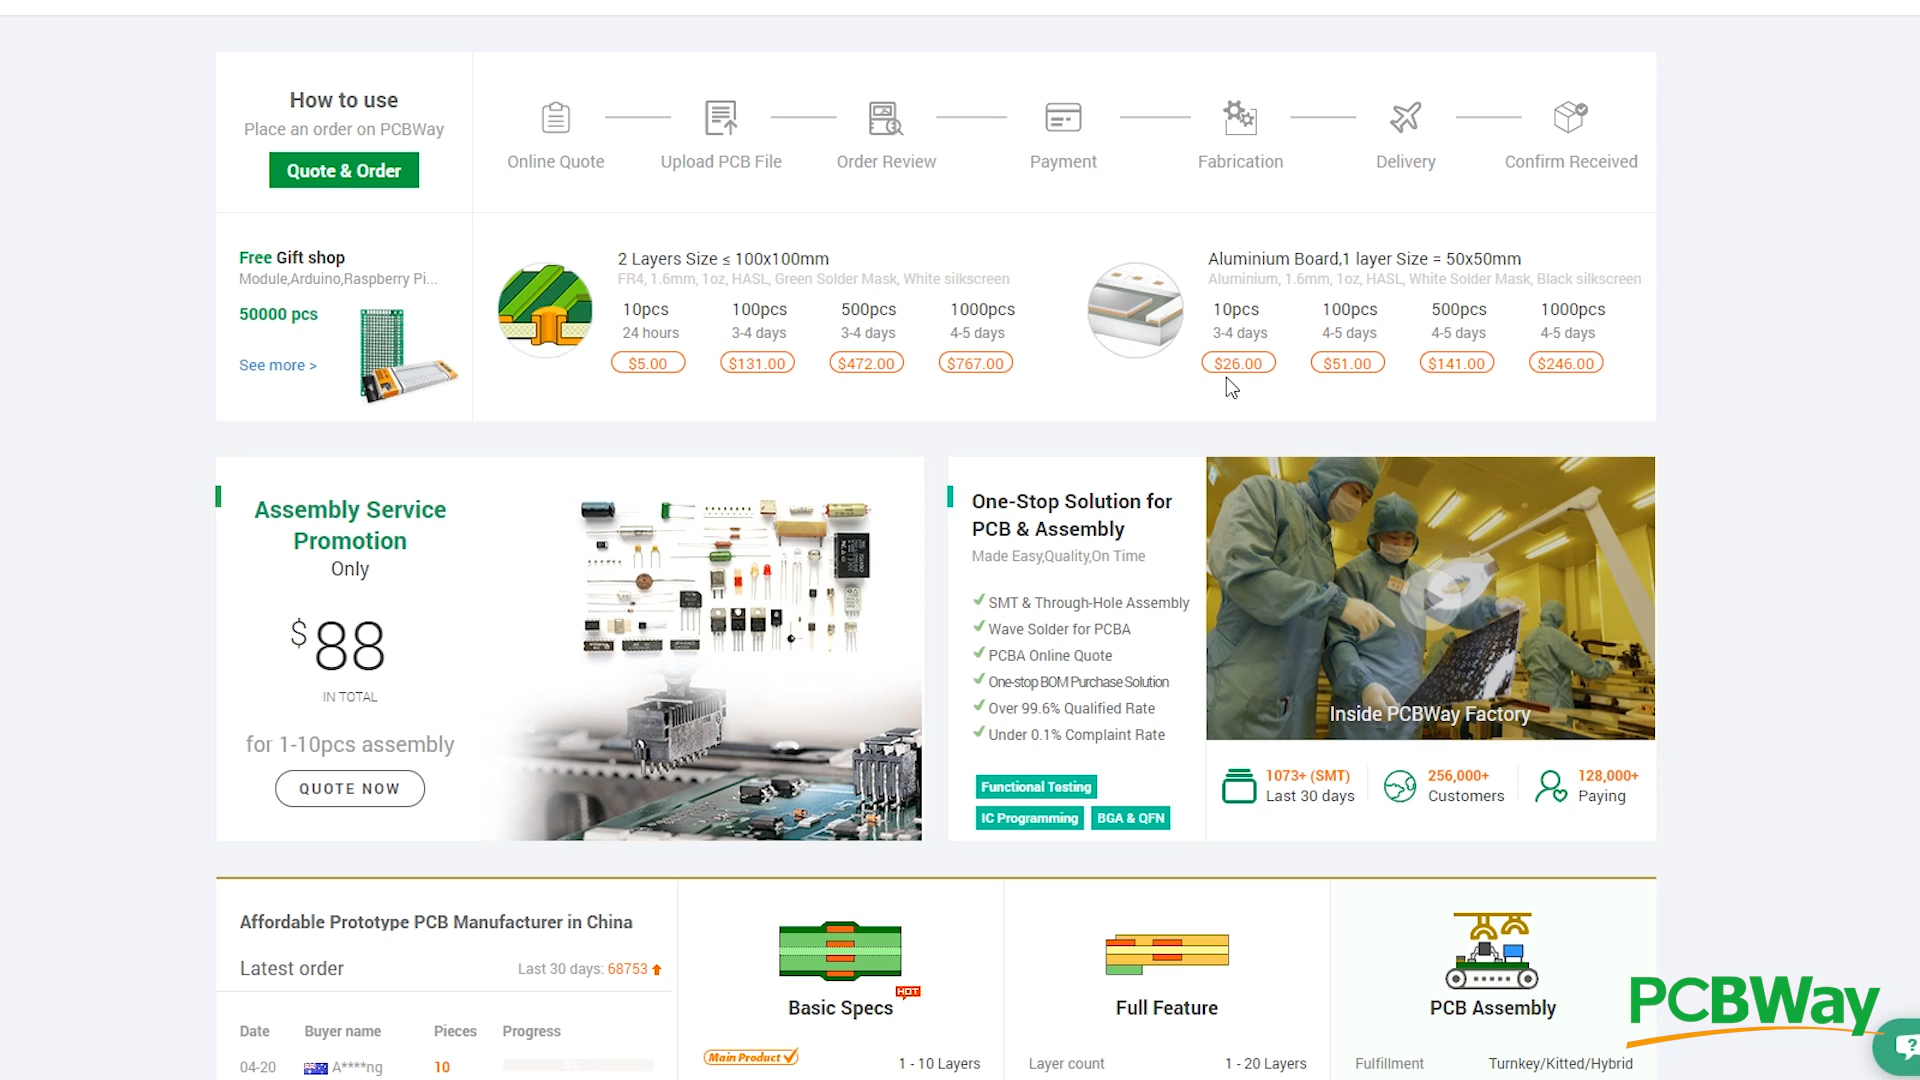 How to use
Place an order on PCBWay
Quote & Order
Online Quote
Upload PCB File
Order Review
Payment
Fabrication
Delivery
Confirm Received
Free Gift shop
Module,Arduino,Raspberry Pi...
50000 pcs
See more >
2 Layers Size ≤ 100x100mm
FR4, 1.6mm, 1oz, HASL, Green Solder Mask, White silkscreen
10pcs 100pcs 500pcs 1000pcs
24 hours 3-4 days 3-4 days 4-5 days
$5.00 $131.00 $472.00 $767.00
Aluminium Board,1 layer Size = 50x50mm
Aluminium, 1.6mm, 1oz, HASL, White Solder Mask, Black silkscreen
10pcs 100pcs 500pcs 1000pcs
3-4 days 4-5 days 4-5 days 4-5 days
$26.00 $51.00 $141.00 $246.00
Assembly Service
Promotion
Only
$88
IN TOTAL
for 1-10pcs assembly
QUOTE NOW
One-Stop Solution for
PCB & Assembly
Made Easy,Quality,On Time
SMT & Through-Hole Assembly
Wave Solder for PCBA
PCBA Online Quote
One-stop BOM Purchase Solution
Over 99.6% Qualified Rate
Under 0.1% Complaint Rate
Functional Testing
IC Programming BGA & QFN
Inside PCBWay Factory
1073+ (SMT)
Last 30 days
256,000+
Customers
128,000+
Paying
Affordable Prototype PCB Manufacturer in China
Latest order Last 30 days: 68753
Date Buyer name Pieces Progress
04-20 A****ng 10
HOT
Basic Specs
Main Product
1 - 10 Layers
Full Feature
Layer count 1 - 20 Layers
PCB Assembly
Fulfillment Turnkey/Kitted/Hybrid
PCBWay
?